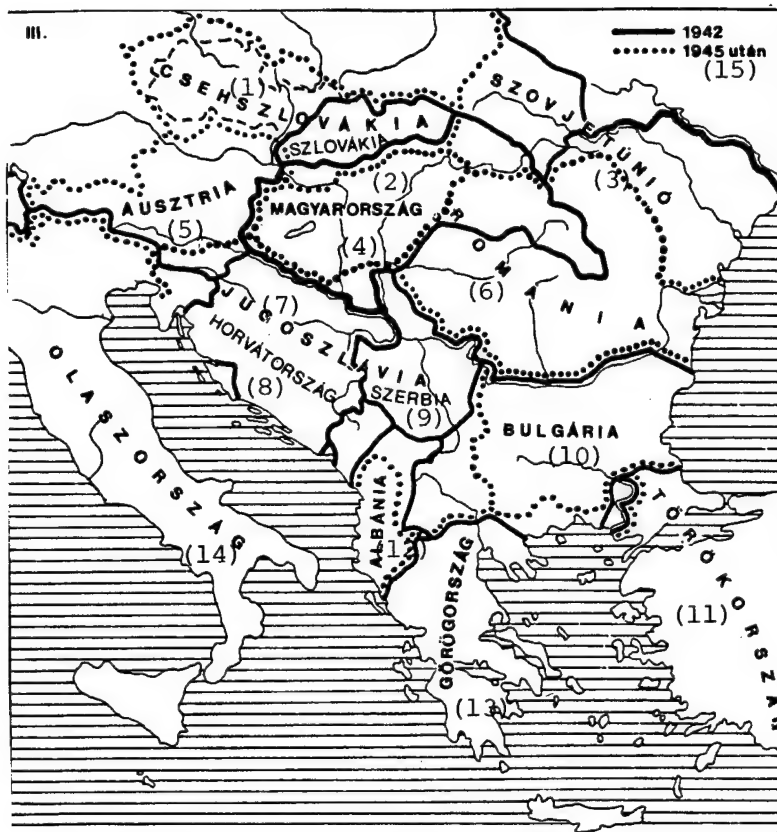 III.
1942
1945 után
(15)
CSEHSZLOVÁKIA
(1)
SZOVJETÚNIÓ
SZLOVÁKIA
(2)
(3)
AUSZTRIA
(5)
MAGYARORSZÁG
(4)
ROMÁNIA
(6)
JUGOSZLÁVIA
(7)
HORVÁTORSZÁG
(8)
SZERBIA
(9)
OLASZORSZÁG
(14)
BULGÁRIA
(10)
ALBÁNIA
GÖRÖGORSZÁG
(13)
TÖRÖKORSZÁG
(11)